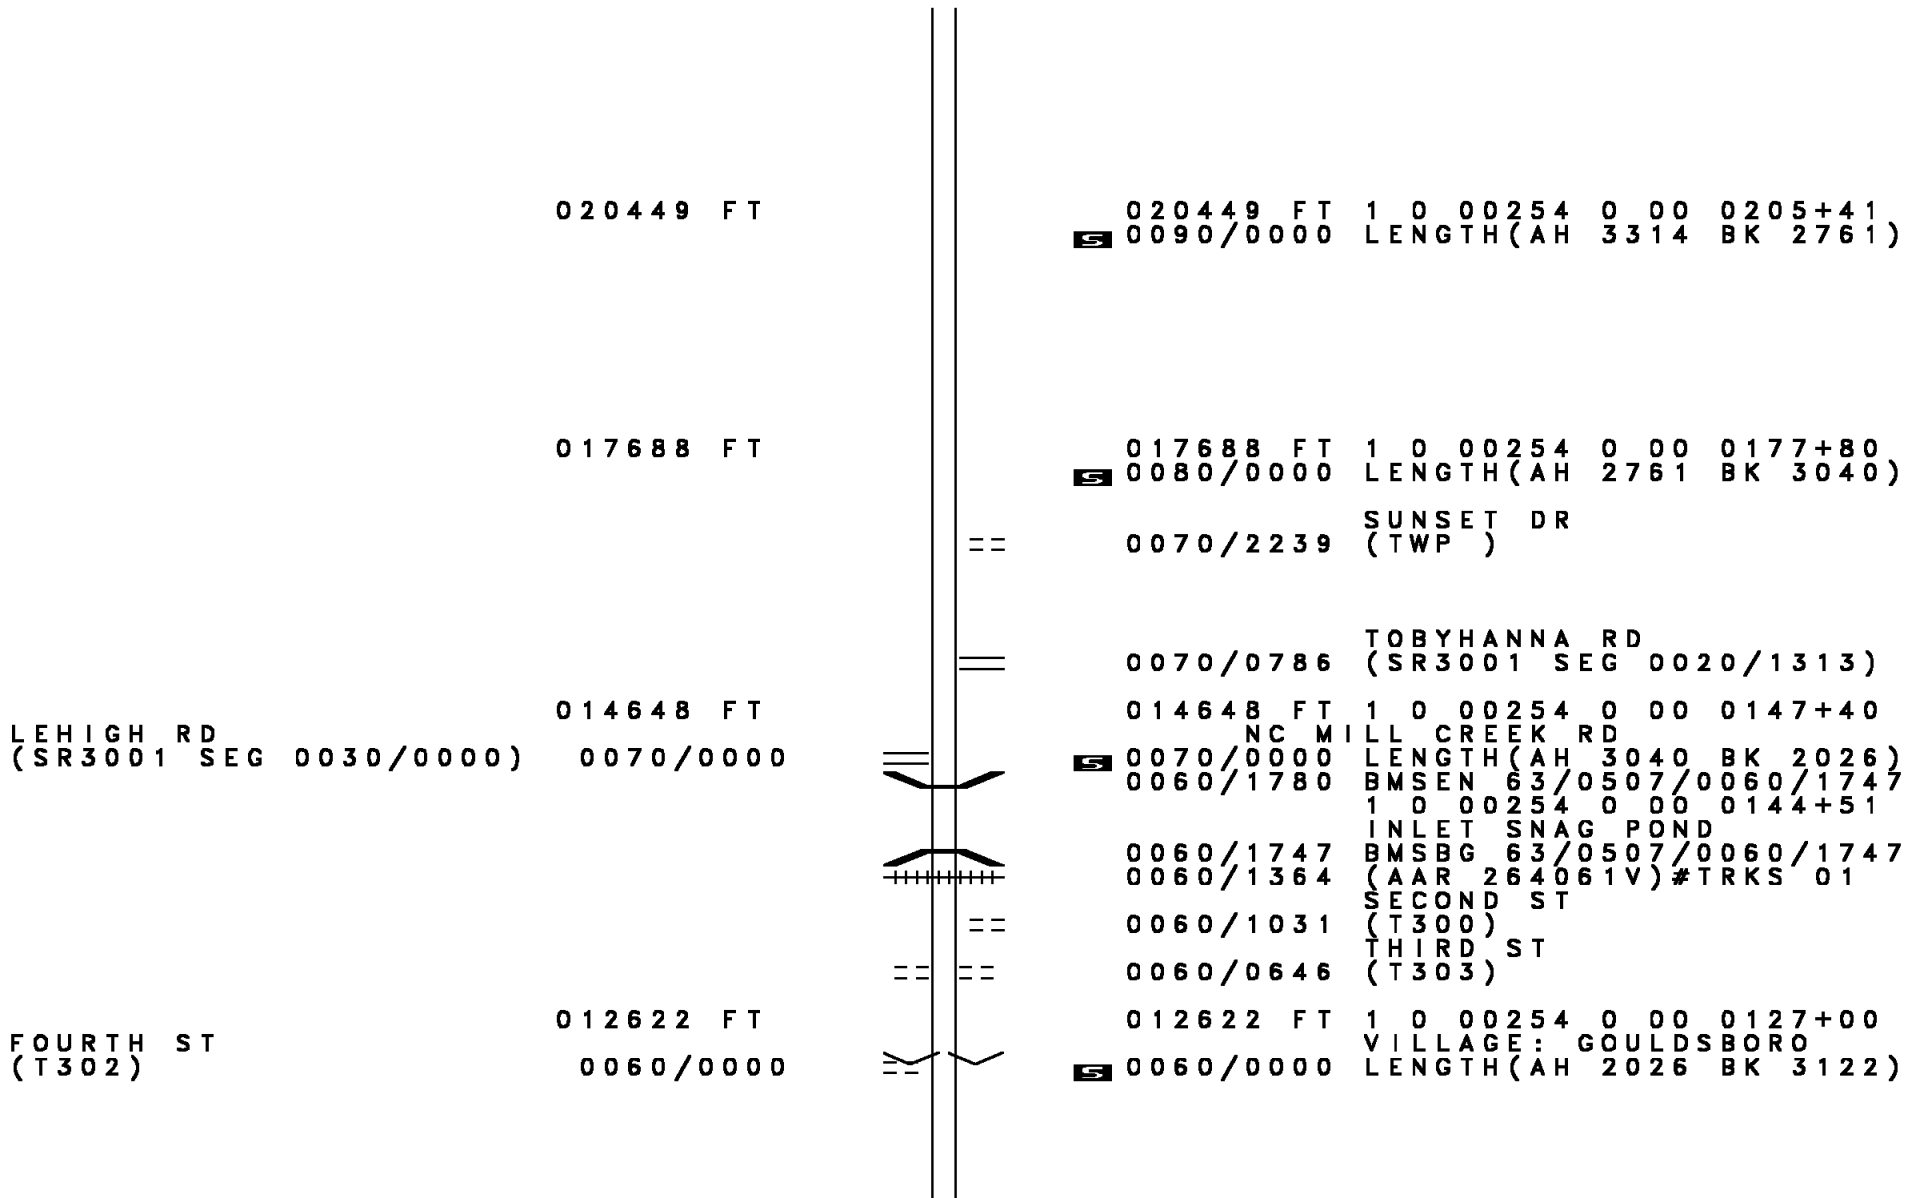 020449 FT 020449 FT 1 0 00254 0 00 0205+41
S 0090/0000 LENGTH(AH 3314 BK 2761)
017688 FT 017688 FT 1 0 00254 0 00 0177+80
S 0080/0000 LENGTH(AH 2761 BK 3040)
SUNSET DR
0070/2239 (TWP )
TOBYHANNA RD
0070/0786 (SR3001 SEG 0020/1313)
014648 FT 014648 FT 1 0 00254 0 00 0147+40
LEHIGH RD NC MILL CREEK RD
(SR3001 SEG 0030/0000) 0070/0000 S 0070/0000 LENGTH(AH 3040 BK 2026)
0060/1780 BMSEN 63/0507/0060/1747
1 0 00254 0 00 0144+51
INLET SNAG POND
0060/1747 BMSBG 63/0507/0060/1747
0060/1364 (AAR 264061V)#TRKS 01
SECOND ST
0060/1031 (T300)
THIRD ST
0060/0646 (T303)
012622 FT 012622 FT 1 0 00254 0 00 0127+00
FOURTH ST VILLAGE: GOULDSBORO
(T302) 0060/0000 S 0060/0000 LENGTH(AH 2026 BK 3122)